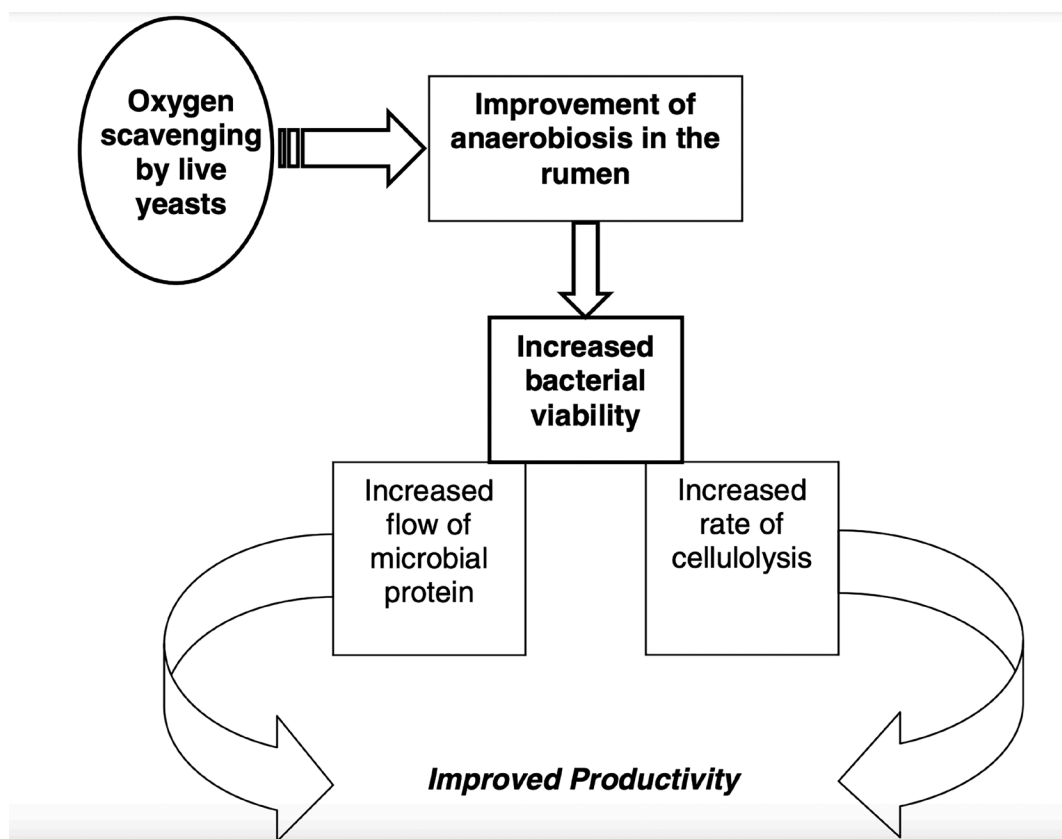 Oxygen
scavenging
by live
yeasts
Improvement of
anaerobiosis in the
rumen
Increased
bacterial
viability
Increased
flow of
microbial
protein
Increased
rate of
cellulolysis
Improved Productivity